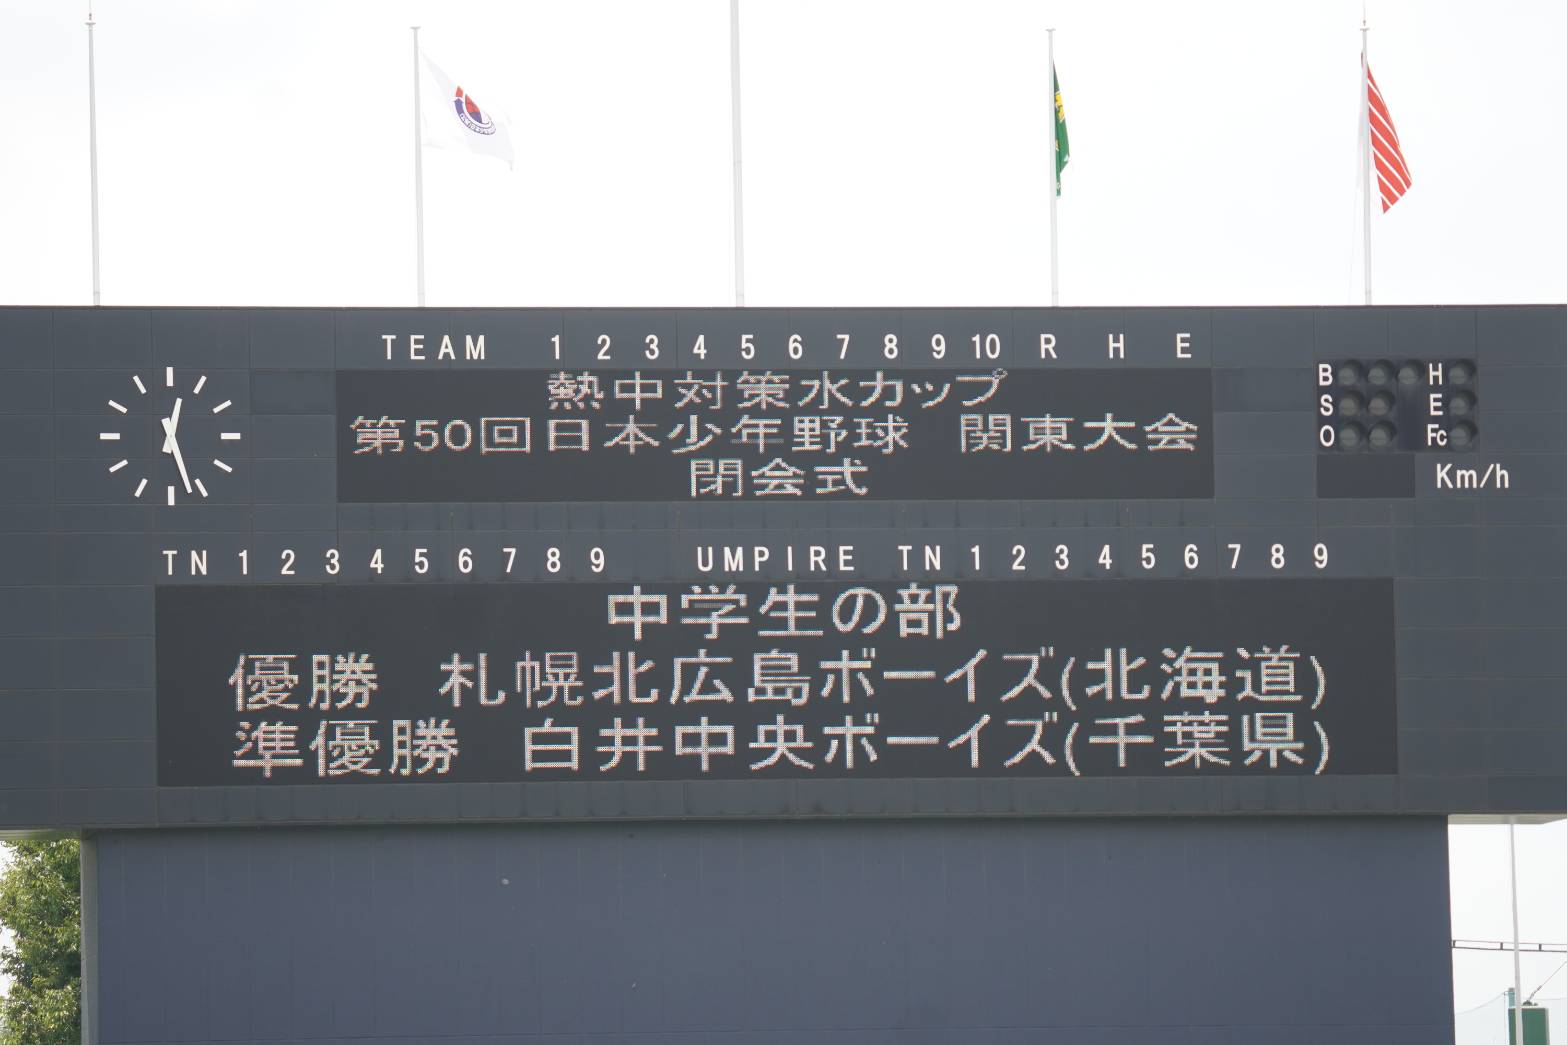 TEAM 1 2 3 4 5 6 7 8 9 10 R H E
熱中対策水カップ
第50回日本少年野球 関東大会
閉会式
B H
S E
O Fc
Km/h
TN 1 2 3 4 5 6 7 8 9 UMPIRE TN 1 2 3 4 5 6 7 8 9
中学生の部
優勝 札幌北広島ボーイズ(北海道)
準優勝 白井中央ボーイズ(千葉県)